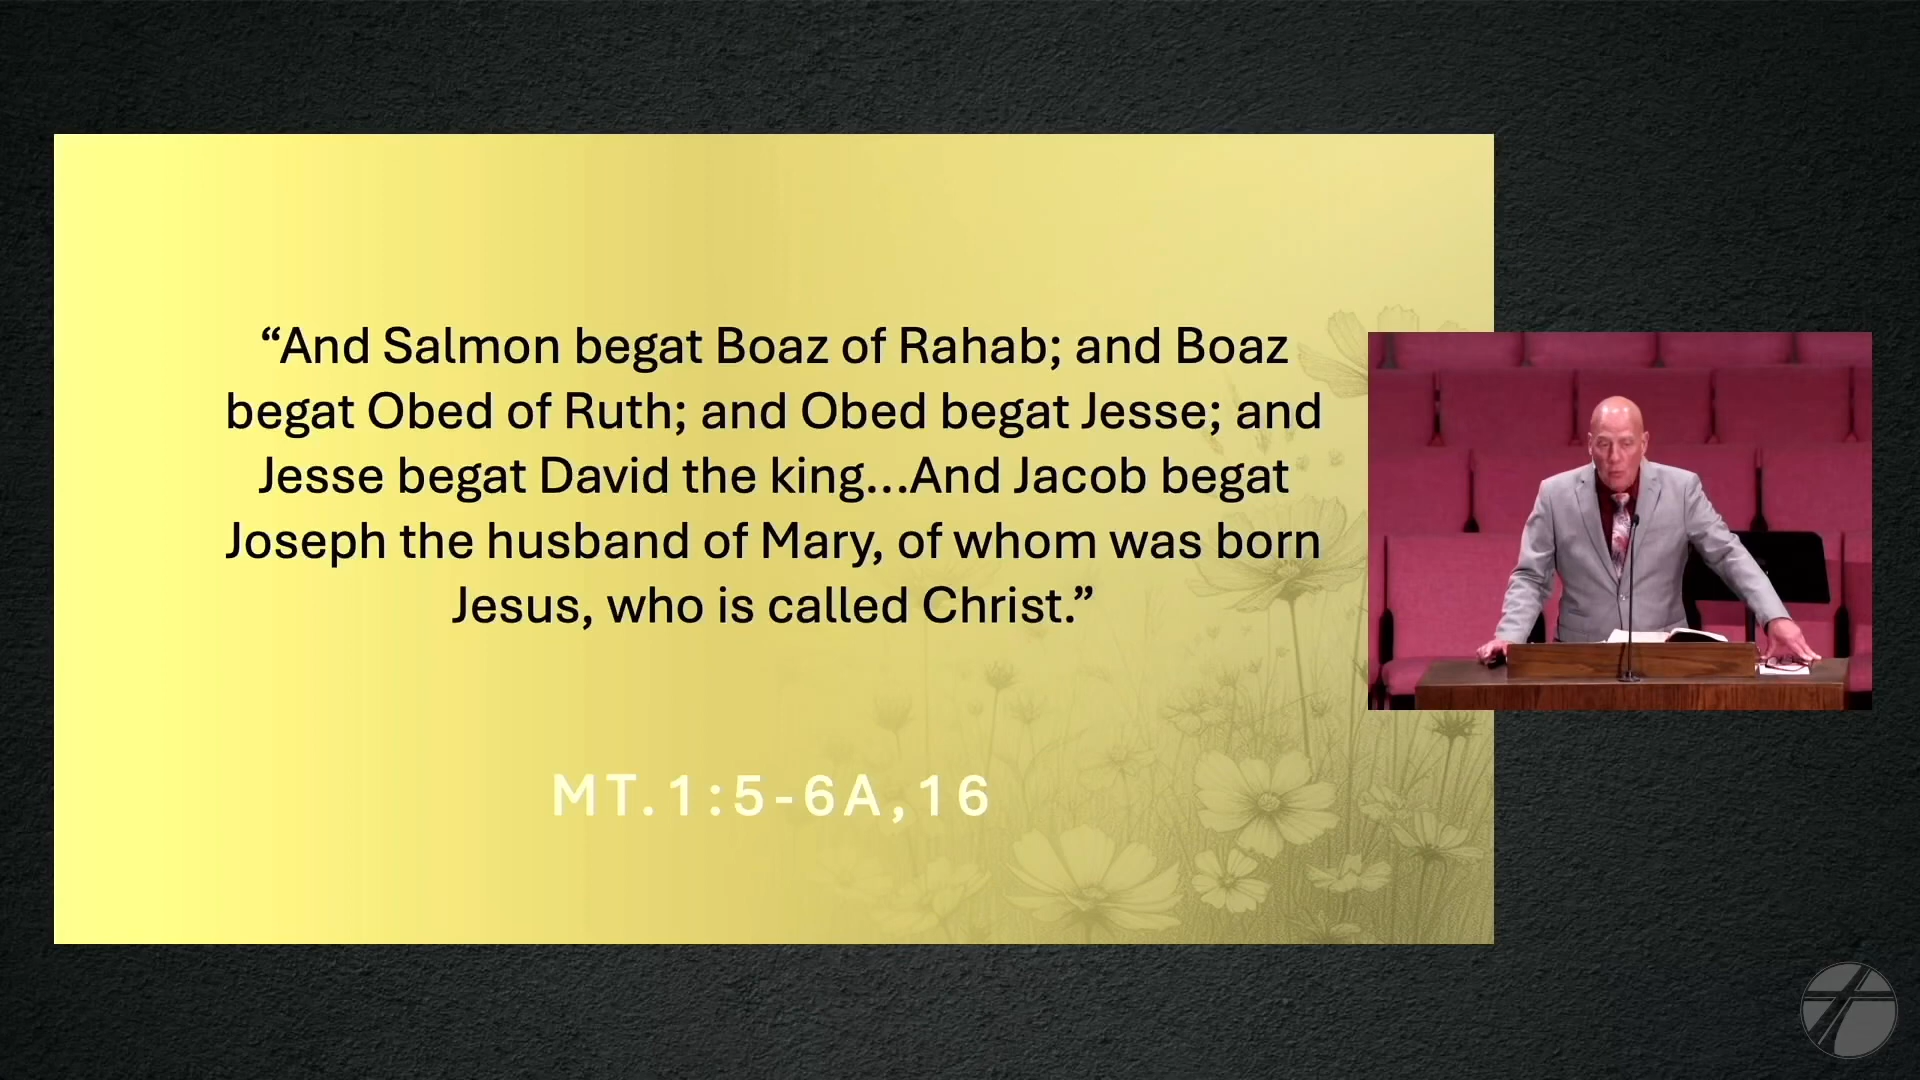 “And Salmon begat Boaz of Rahab; and Boaz
begat Obed of Ruth; and Obed begat Jesse; and
Jesse begat David the king...And Jacob begat
Joseph the husband of Mary, of whom was born
Jesus, who is called Christ.”
MT.1:5-6A,16